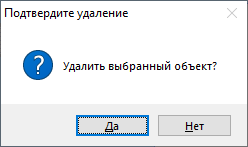 Подтвердите удаление
Удалить выбранный объект?
Да
Нет